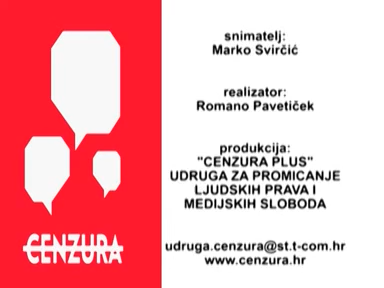 CENZURA
snimatelj:
Marko Svirčić
realizator:
Romano Pavetiček
produkcija:
"CENZURA PLUS"
UDRUGA ZA PROMICANJE
LJUDSKIH PRAVA I
MEDIJSKIH SLOBODA
udruga.cenzura@st.t-com.hr
www.cenzura.hr